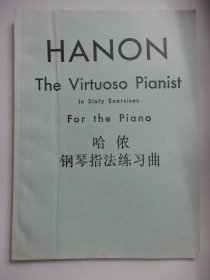 HANON
The Virtuoso Pianist
In Sixty Exercises
For the Piano
哈侬
钢琴指法练习曲